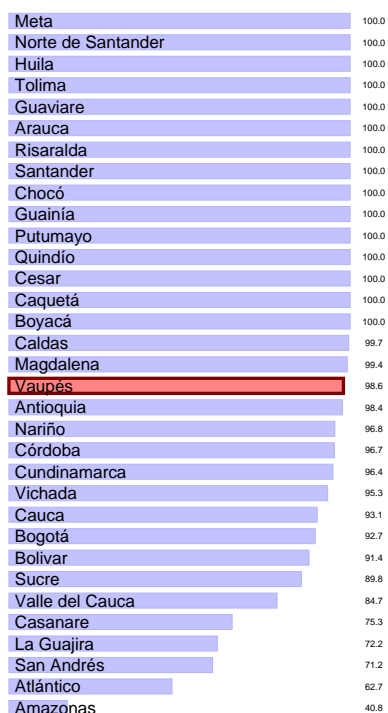 Meta 100.0
Norte de Santander 100.0
Huila 100.0
Tolima 100.0
Guaviare 100.0
Arauca 100.0
Risaralda 100.0
Santander 100.0
Chocó 100.0
Guainía 100.0
Putumayo 100.0
Quindío 100.0
Cesar 100.0
Caquetá 100.0
Boyacá 100.0
Caldas 99.7
Magdalena 99.4
Vaupés 98.6
Antioquia 98.4
Nariño 96.8
Córdoba 96.7
Cundinamarca 96.4
Vichada 95.3
Cauca 93.1
Bogotá 92.7
Bolivar 91.4
Sucre 89.8
Valle del Cauca 84.7
Casanare 75.3
La Guajira 72.2
San Andrés 71.2
Atlántico 62.7
Amazonas 40.8